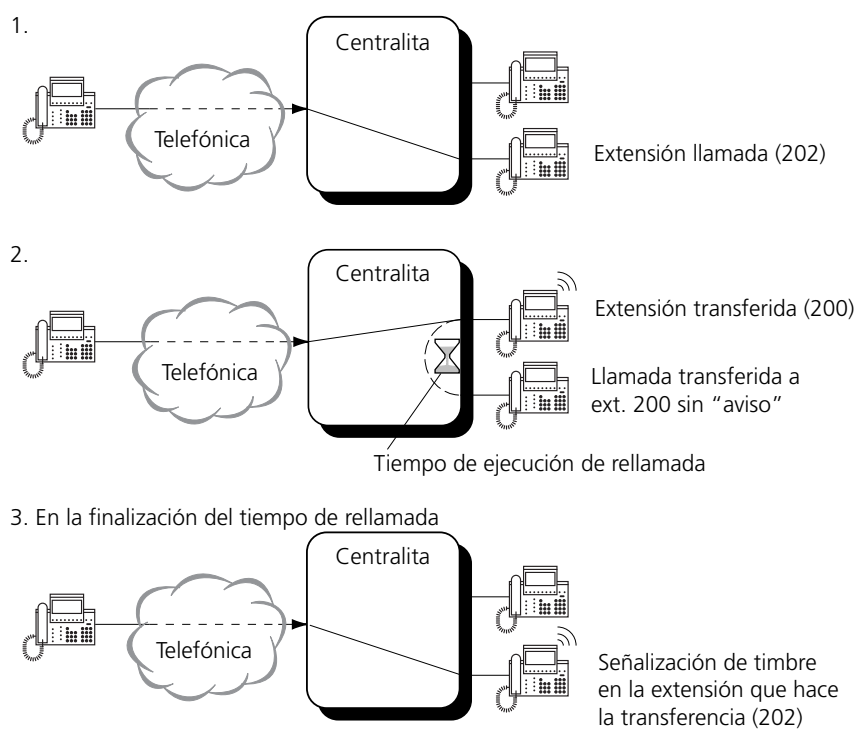 1.
Centralita
Telefónica
Extensión llamada (202)
2.
Centralita
Extensión transferida (200)
Telefónica
Llamada transferida a
ext. 200 sin “aviso”
Tiempo de ejecución de rellamada
3. En la finalización del tiempo de rellamada
Centralita
Telefónica
Señalización de timbre
en la extensión que hace
la transferencia (202)